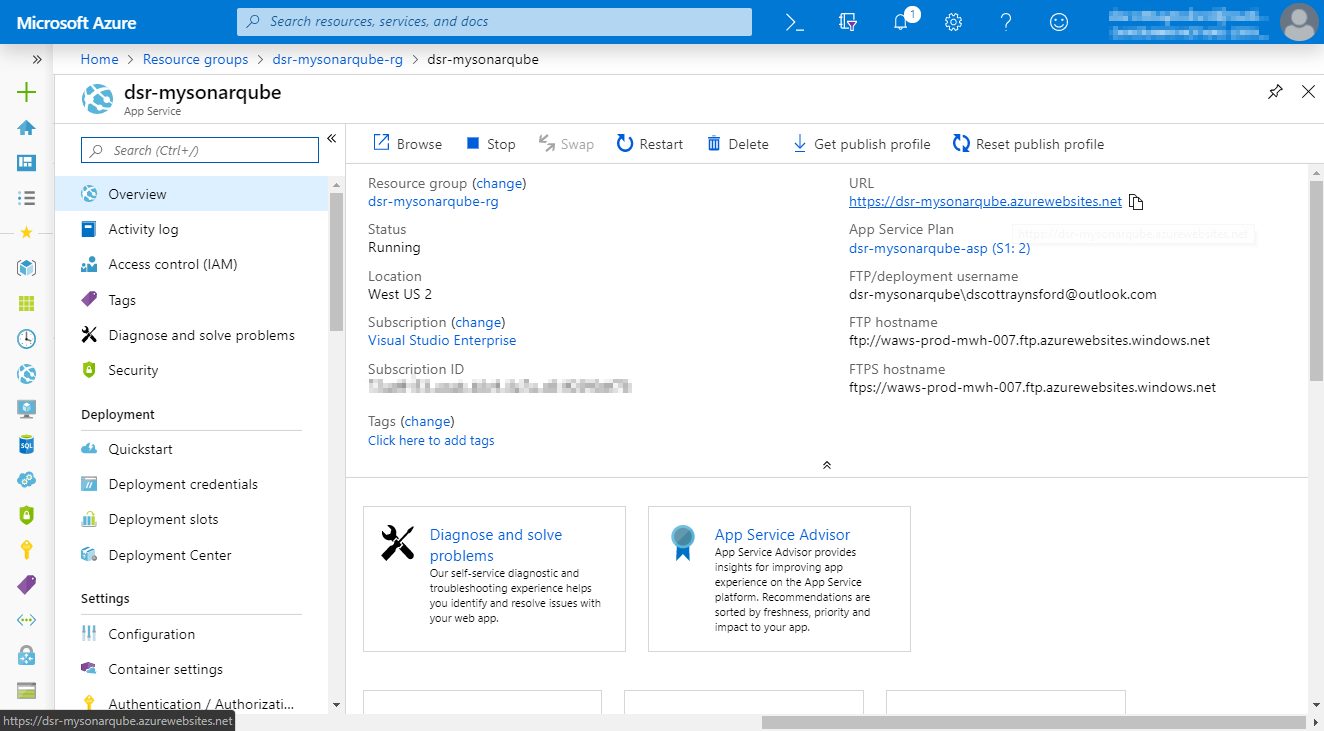 Microsoft Azure
Search resources, services, and docs
1
Home > Resource groups > dsr-mysonarqube-rg > dsr-mysonarqube
dsr-mysonarqube
App Service
Search (Ctrl+/)
Overview
Activity log
Access control (IAM)
Tags
Diagnose and solve problems
Security
Deployment
Quickstart
Deployment credentials
Deployment slots
Deployment Center
Settings
Configuration
Container settings
Authentication / Authorizati...
Browse
Stop
Swap
Restart
Delete
Get publish profile
Reset publish profile
Resource group (change)
dsr-mysonarqube-rg
Status
Running
Location
West US 2
Subscription (change)
Visual Studio Enterprise
Subscription ID
Tags (change)
Click here to add tags
URL
https://dsr-mysonarqube.azurewebsites.net
https://dsr-mysonarqube.azurewebsites.net
App Service Plan
dsr-mysonarqube-asp (S1: 2)
FTP/deployment username
dsr-mysonarqube\dscottraynsford@outlook.com
FTP hostname
ftp://waws-prod-mwh-007.ftp.azurewebsites.windows.net
FTPS hostname
ftps://waws-prod-mwh-007.ftp.azurewebsites.windows.net
Diagnose and solve
problems
Our self-service diagnostic and
troubleshooting experience helps
you identify and resolve issues with
your web app.
App Service Advisor
App Service Advisor provides
insights for improving app
experience on the App Service
platform. Recommendations are
sorted by freshness, priority and
impact to your app.
https://dsr-mysonarqube.azurewebsites.net